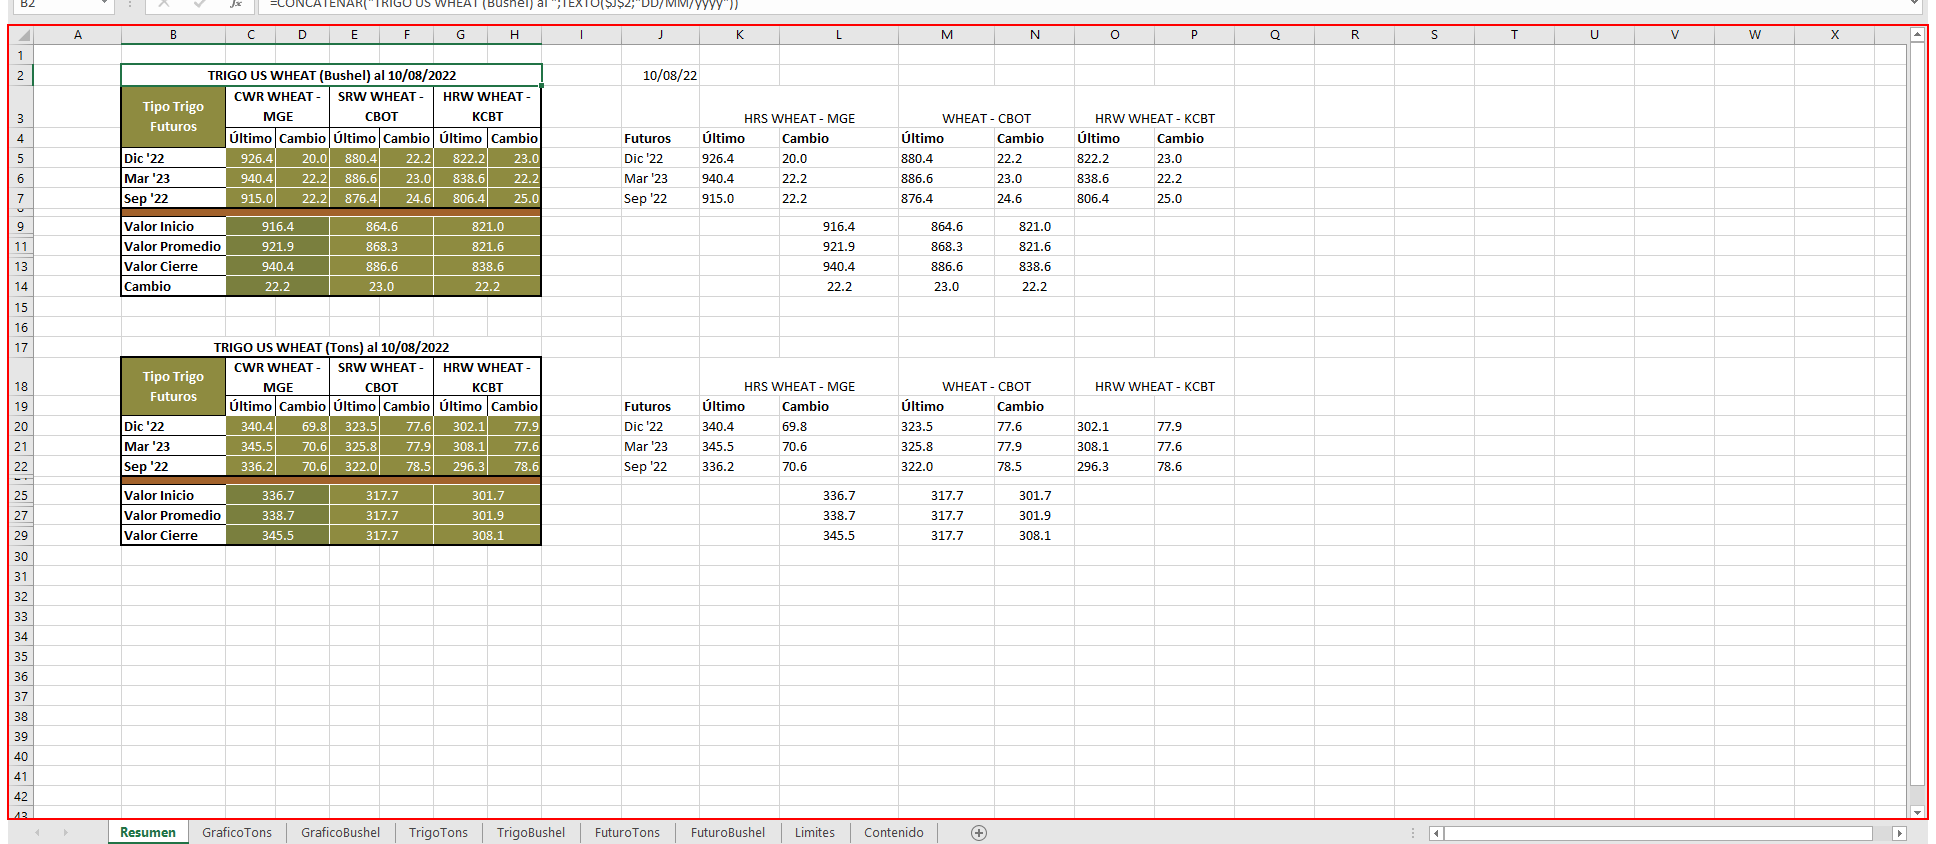 B2 fx =CONCATENAR("TRIGO US WHEAT (Bushel) al ";TEXTO($J$2;"DD/MM/yyyy"))
A B C D E F G H I J K L M N O P Q R S T U V W X
1
2 TRIGO US WHEAT (Bushel) al 10/08/2022 10/08/22
Tipo Trigo Futuros CWR WHEAT - MGE SRW WHEAT - CBOT HRW WHEAT - KCBT
3 HRS WHEAT - MGE WHEAT - CBOT HRW WHEAT - KCBT
4 Último Cambio Último Cambio Último Cambio Futuros Último Cambio Último Cambio Último Cambio
5 Dic '22 926.4 20.0 880.4 22.2 822.2 23.0 Dic '22 926.4 20.0 880.4 22.2 822.2 23.0
6 Mar '23 940.4 22.2 886.6 23.0 838.6 22.2 Mar '23 940.4 22.2 886.6 23.0 838.6 22.2
7 Sep '22 915.0 22.2 876.4 24.6 806.4 25.0 Sep '22 915.0 22.2 876.4 24.6 806.4 25.0
9 Valor Inicio 916.4 864.6 821.0 916.4 864.6 821.0
11 Valor Promedio 921.9 868.3 821.6 921.9 868.3 821.6
13 Valor Cierre 940.4 886.6 838.6 940.4 886.6 838.6
14 Cambio 22.2 23.0 22.2 22.2 23.0 22.2
15
16
17 TRIGO US WHEAT (Tons) al 10/08/2022
Tipo Trigo Futuros CWR WHEAT - MGE SRW WHEAT - CBOT HRW WHEAT - KCBT
18 HRS WHEAT - MGE WHEAT - CBOT HRW WHEAT - KCBT
19 Último Cambio Último Cambio Último Cambio Futuros Último Cambio Último Cambio
20 Dic '22 340.4 69.8 323.5 77.6 302.1 77.9 Dic '22 340.4 69.8 323.5 77.6 302.1 77.9
21 Mar '23 345.5 70.6 325.8 77.9 308.1 77.6 Mar '23 345.5 70.6 325.8 77.9 308.1 77.6
22 Sep '22 336.2 70.6 322.0 78.5 296.3 78.6 Sep '22 336.2 70.6 322.0 78.5 296.3 78.6
25 Valor Inicio 336.7 317.7 301.7 336.7 317.7 301.7
27 Valor Promedio 338.7 317.7 301.9 338.7 317.7 301.9
29 Valor Cierre 345.5 317.7 308.1 345.5 317.7 308.1
30
31
32
33
34
35
36
37
38
39
40
41
42
43
Resumen GraficoTons GraficoBushel TrigoTons TrigoBushel FuturoTons FuturoBushel Limites Contenido